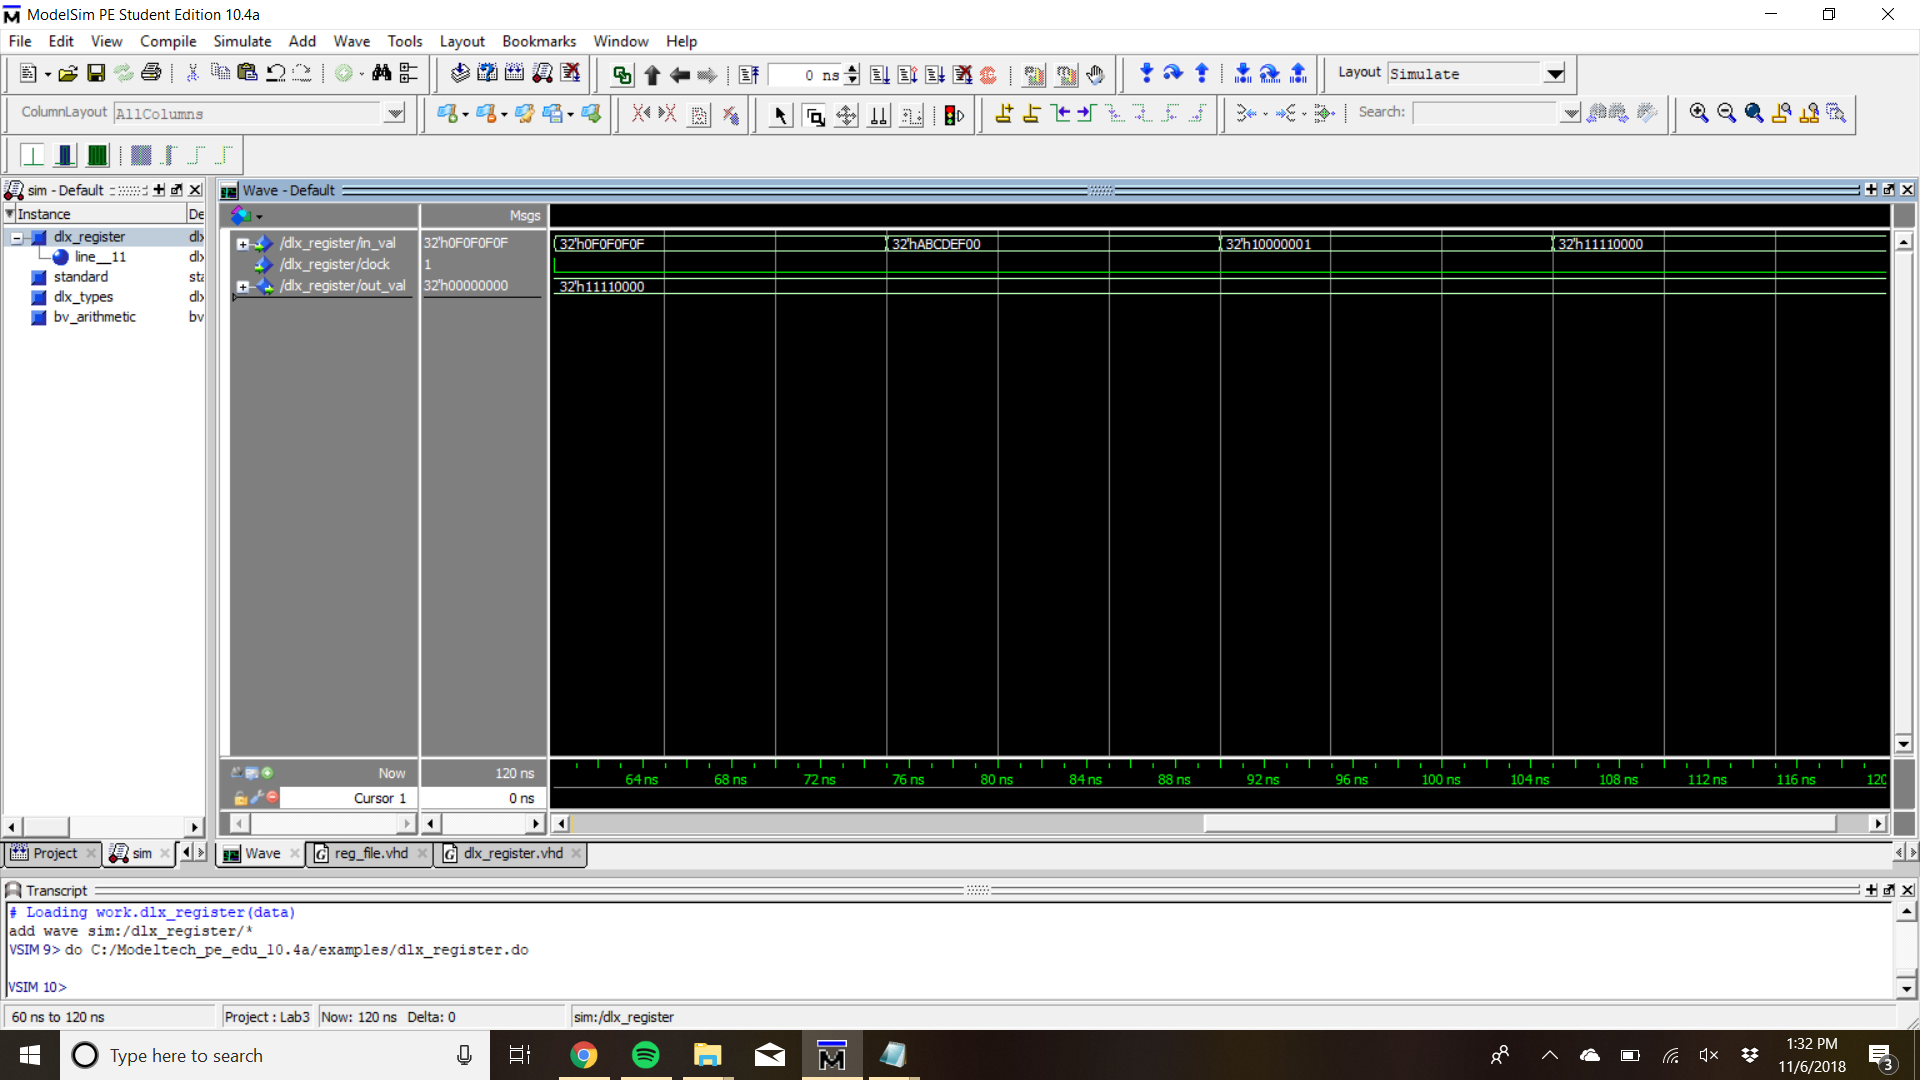 ModelSim PE Student Edition 10.4a
File Edit View Compile Simulate Add Wave Tools Layout Bookmarks Window Help
0 ns
Layout Simulate
ColumnLayout AllColumns
Search:
sim - Default
Wave - Default
Instance De
Msgs
dlx_register dlx
line__11 dlx
standard sta
dlx_types dlx
bv_arithmetic bv
/dlx_register/in_val 32'h0F0F0F0F 32'h0F0F0F0F 32'hABCDEF00 32'h10000001 32'h11110000
/dlx_register/clock 1
/dlx_register/out_val 32'h00000000 32'h11110000
Now 120 ns
64 ns 68 ns 72 ns 76 ns 80 ns 84 ns 88 ns 92 ns 96 ns 100 ns 104 ns 108 ns 112 ns 116 ns 120
Cursor 1 0 ns
Project sim Wave reg_file.vhd dlx_register.vhd
Transcript
# Loading work.dlx_register(data)
add wave sim:/dlx_register/*
VSIM 9> do C:/Modeltech_pe_edu_10.4a/examples/dlx_register.do
VSIM 10>
60 ns to 120 ns Project : Lab3 Now: 120 ns Delta: 0 sim:/dlx_register
Type here to search
1:32 PM
11/6/2018
3